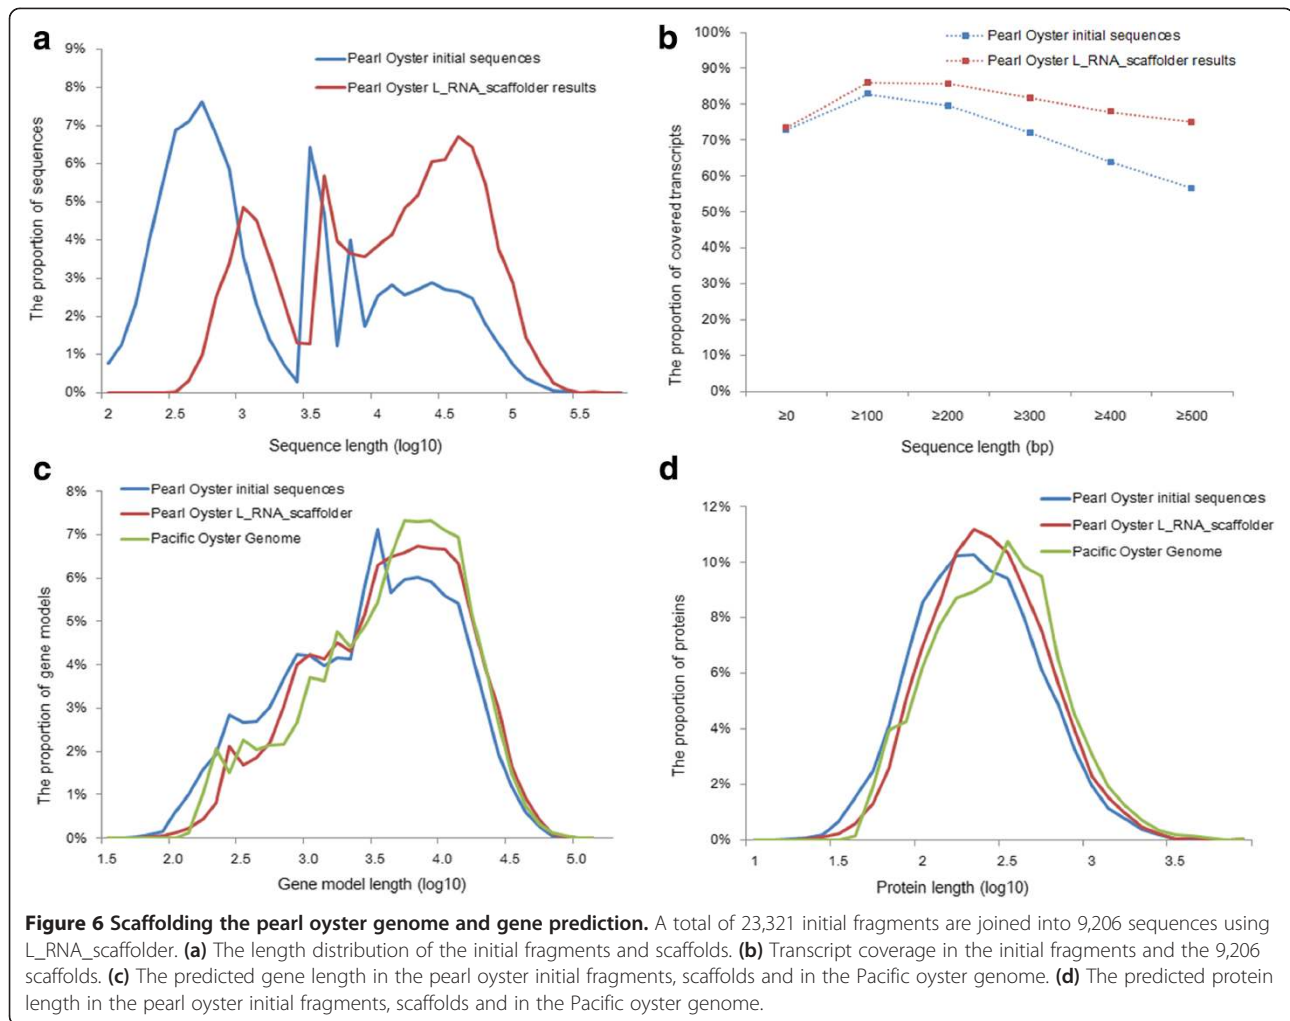 a
9%
8%
7%
6%
5%
4%
3%
2%
1%
0%
The proportion of sequences
Pearl Oyster initial sequences
Pearl Oyster L_RNA_scaffolder results
2 2.5 3 3.5 4 4.5 5 5.5
Sequence length (log10)
b
100%
90%
80%
70%
60%
50%
40%
30%
20%
10%
0%
The proportion of covered transcripts
Pearl Oyster initial sequences
Pearl Oyster L_RNA_scaffolder results
≥0 ≥100 ≥200 ≥300 ≥400 ≥500
Sequence length (bp)
c
8%
7%
6%
5%
4%
3%
2%
1%
0%
The proportion of gene models
Pearl Oyster initial sequences
Pearl Oyster L_RNA_scaffolder
Pacific Oyster Genome
1.5 2.0 2.5 3.0 3.5 4.0 4.5 5.0
Gene model length (log10)
d
12%
10%
8%
6%
4%
2%
0%
The proportion of proteins
Pearl Oyster initial sequences
Pearl Oyster L_RNA_scaffolder
Pacific Oyster Genome
1 1.5 2 2.5 3 3.5
Protein length (log10)
Figure 6 Scaffolding the pearl oyster genome and gene prediction. A total of 23,321 initial fragments are joined into 9,206 sequences using
L_RNA_scaffolder. (a) The length distribution of the initial fragments and scaffolds. (b) Transcript coverage in the initial fragments and the 9,206
scaffolds. (c) The predicted gene length in the pearl oyster initial fragments, scaffolds and in the Pacific oyster genome. (d) The predicted protein
length in the pearl oyster initial fragments, scaffolds and in the Pacific oyster genome.